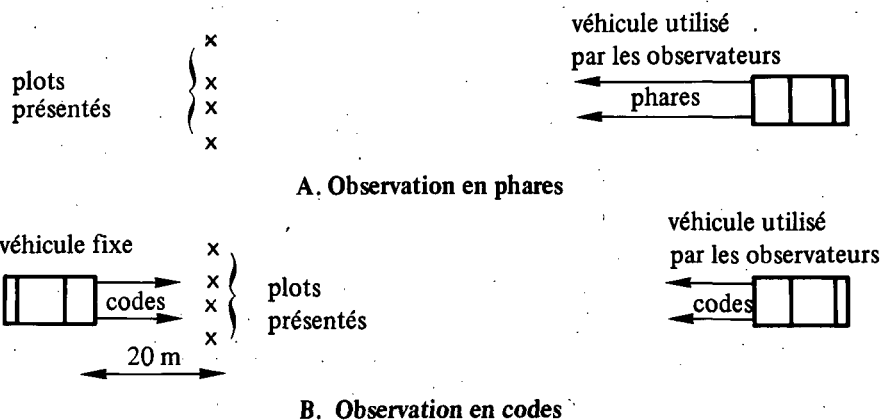 plots
présentés
x
x
x
x
véhicule utilisé
par les observateurs
phares
A. Observation en phares
véhicule fixe
codes
20 m
x
x
x
x
plots
présentés
véhicule utilisé
par les observateurs
codes
B. Observation en codes